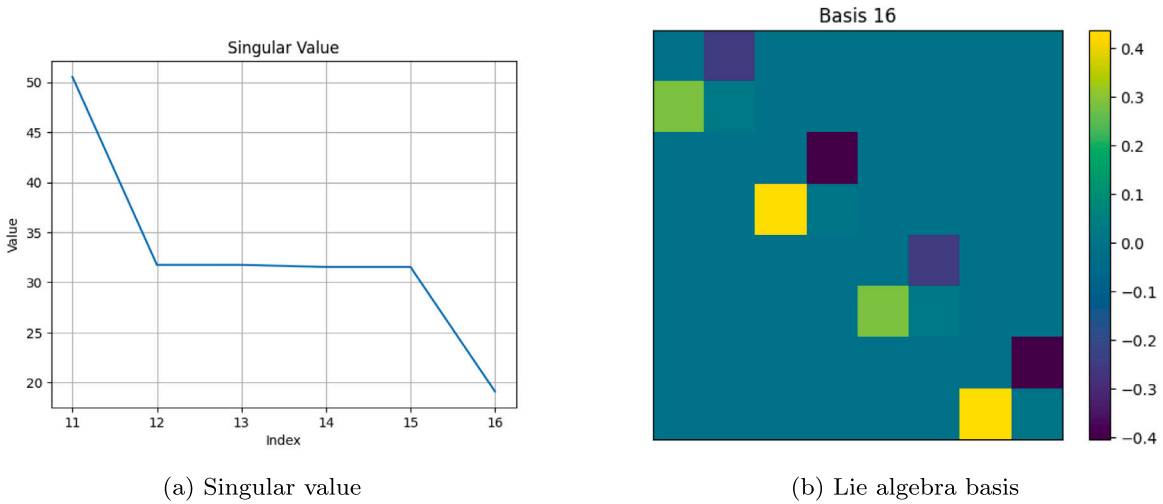 Singular Value
50
45
40
35
30
25
20
Value
11 12 13 14 15 16
Index
(a) Singular value
Basis 16
0.4
0.3
0.2
0.1
0.0
−0.1
−0.2
−0.3
−0.4
(b) Lie algebra basis